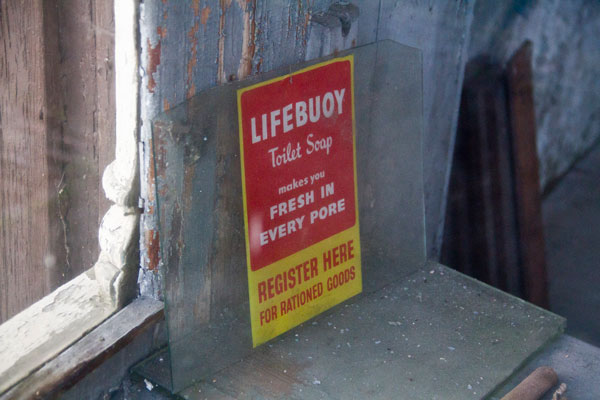 LIFEBUOY
Toilet Soap
makes you
FRESH IN
EVERY PORE
REGISTER HERE
FOR RATIONED GOODS